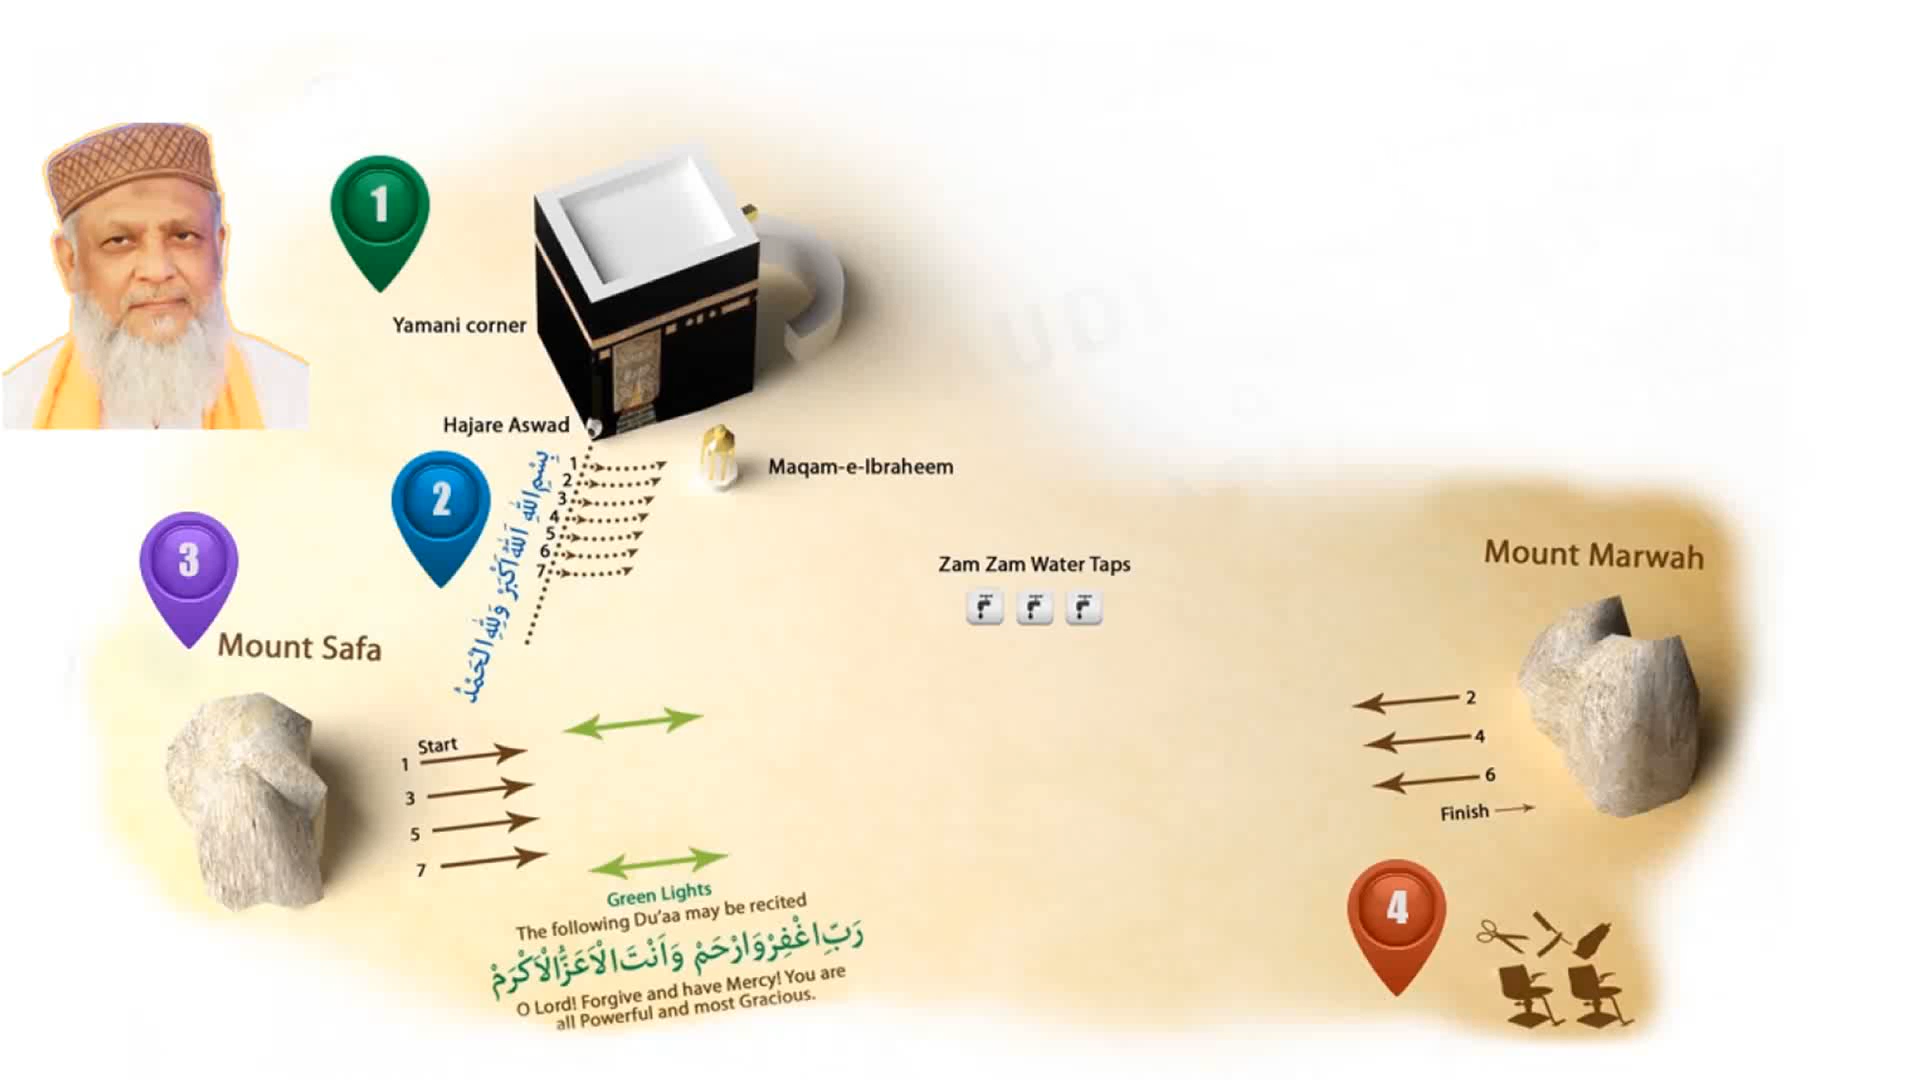 1
Yamani corner
Hajare Aswad
بِسْمِ اللهِ اَللهُ اَكْبَرُ وَلِلّٰهِ الْحَمْدُ
1
2
3
4
5
6
7
Maqam-e-Ibraheem
2
3
Mount Safa
Zam Zam Water Taps
Mount Marwah
Start
1
3
5
7
2
4
6
Finish
Green Lights
The following Du'aa may be recited
رَبِّ اغْفِرْ وَارْحَمْ وَاَنْتَ الْاَعَزُّ الْاَكْرَمْ
O Lord! Forgive and have Mercy! You are
all Powerful and most Gracious.
4